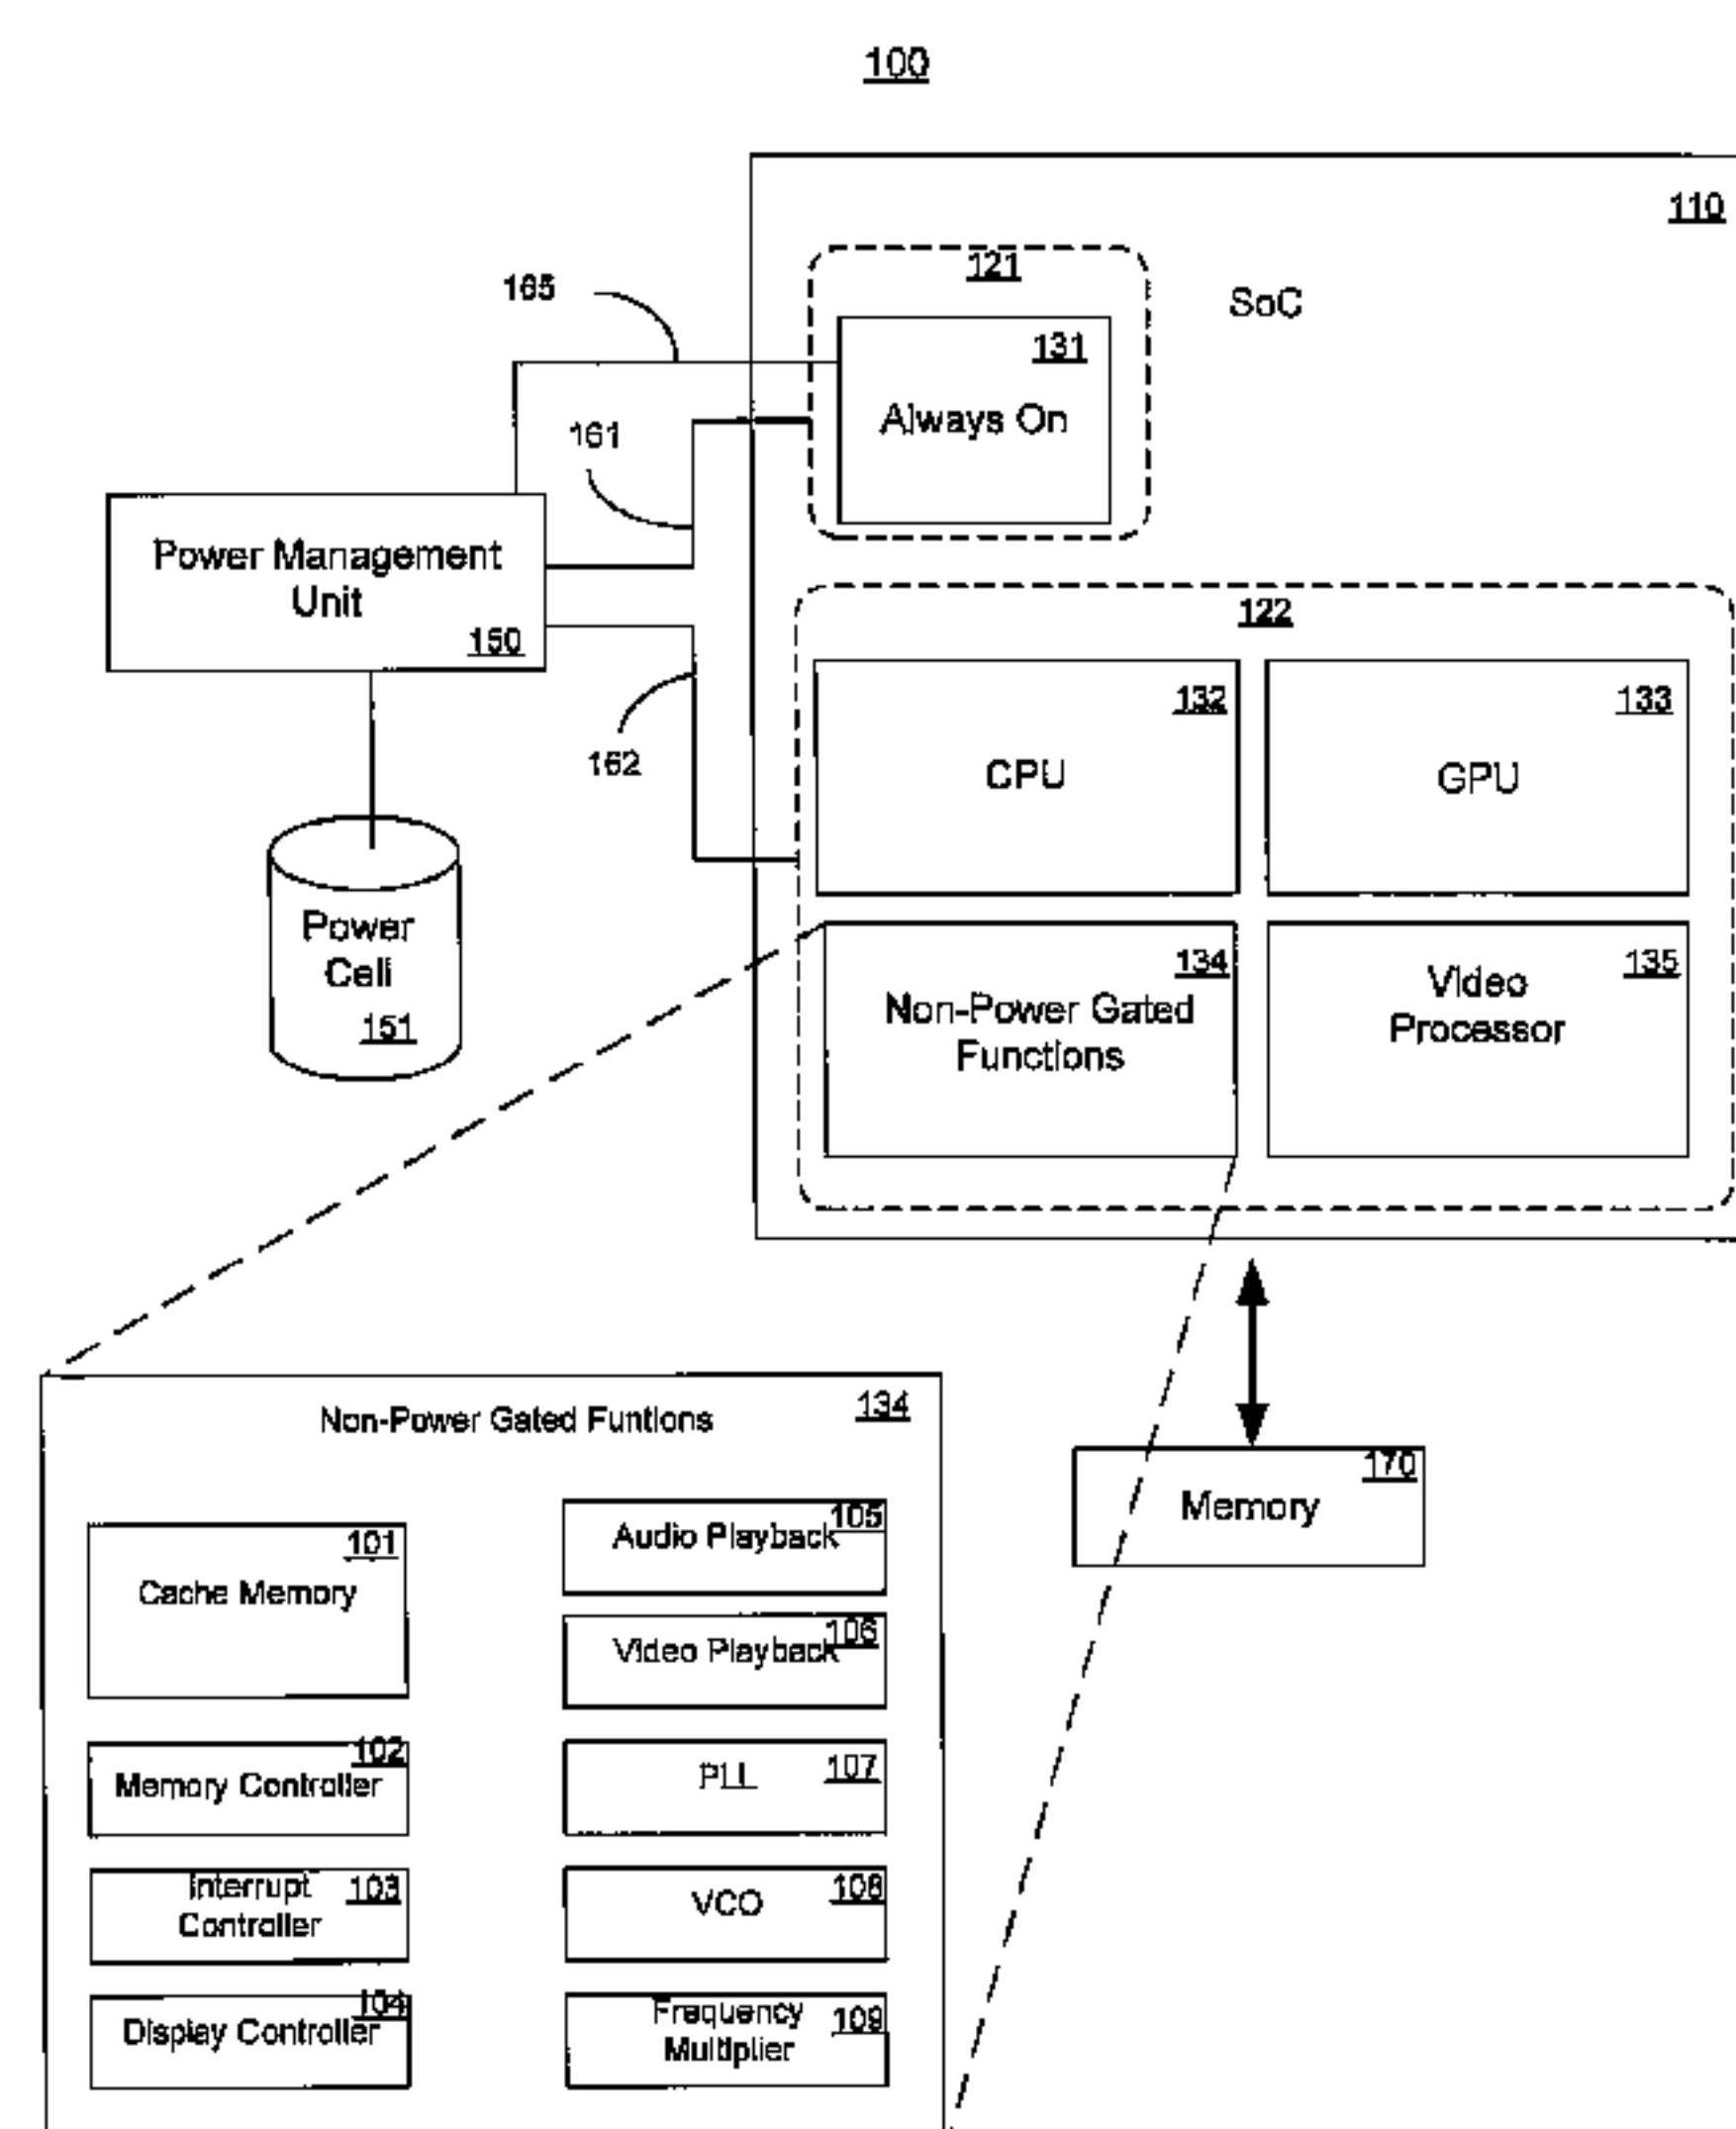 100
110
121
SoC
165
131
Always On
161
Power Management
Unit
150
122
132
CPU
133
GPU
162
Power
Cell
151
134
Non-Power Gated
Functions
135
Video
Processor
Non-Power Gated Funtions
134
170
Memory
101
Cache Memory
105
Audio Playback
106
Video Playback
102
Memory Controller
107
PLL
103
Interrupt
Controller
108
VCO
104
Display Controller
109
Frequency
Multiplier